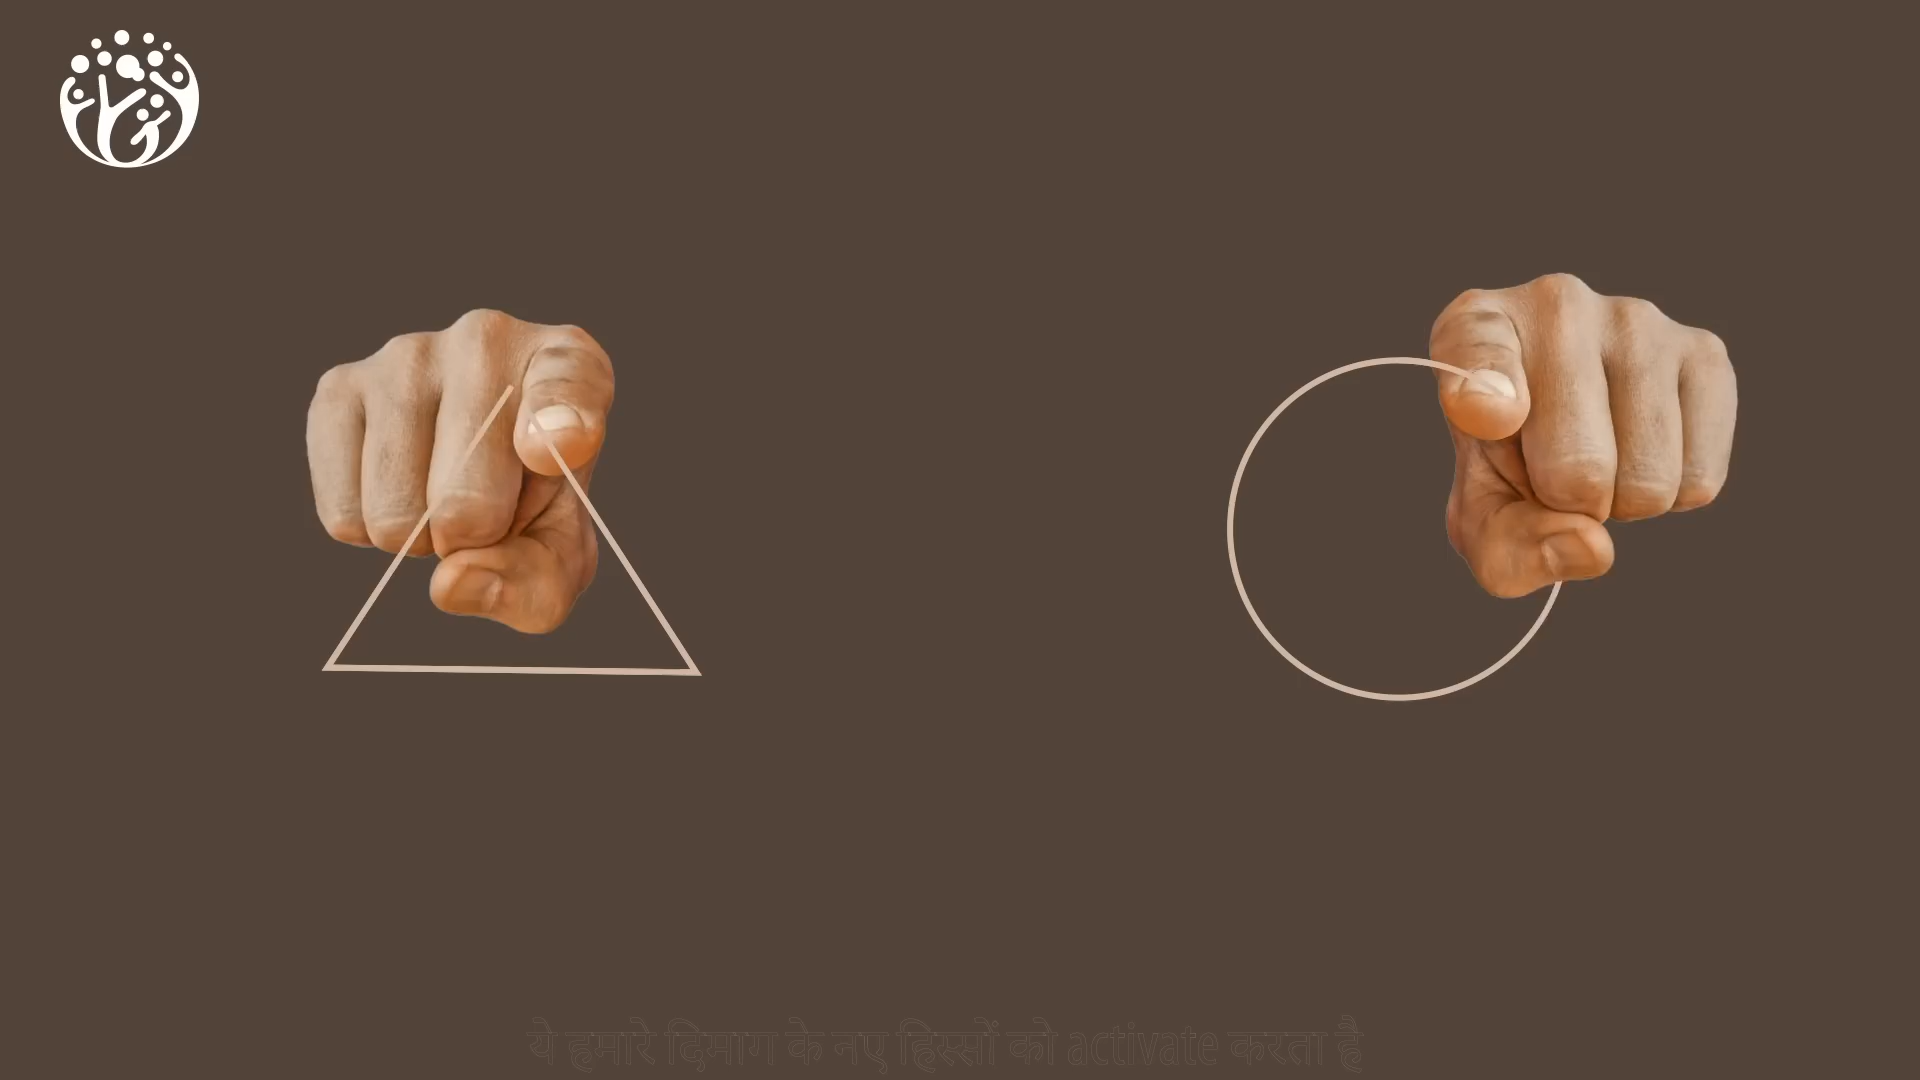 ये हमारे दिमाग के नए हिस्सों को activate करता है